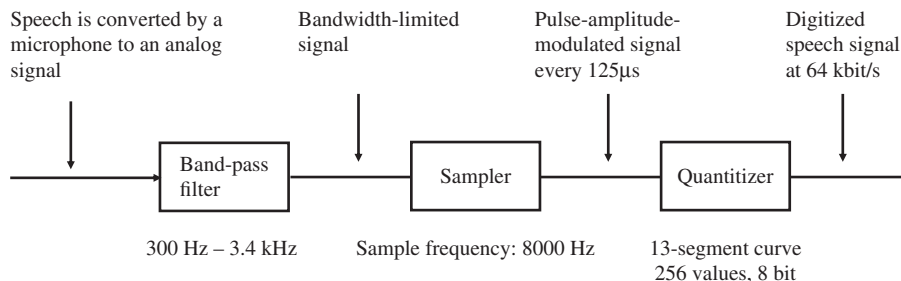 Speech is converted by a
microphone to an analog
signal
Bandwidth-limited
signal
Pulse-amplitude-
modulated signal
every 125μs
Digitized
speech signal
at 64 kbit/s
Band-pass
filter
Sampler
Quantitizer
300 Hz – 3.4 kHz
Sample frequency: 8000 Hz
13-segment curve
256 values, 8 bit